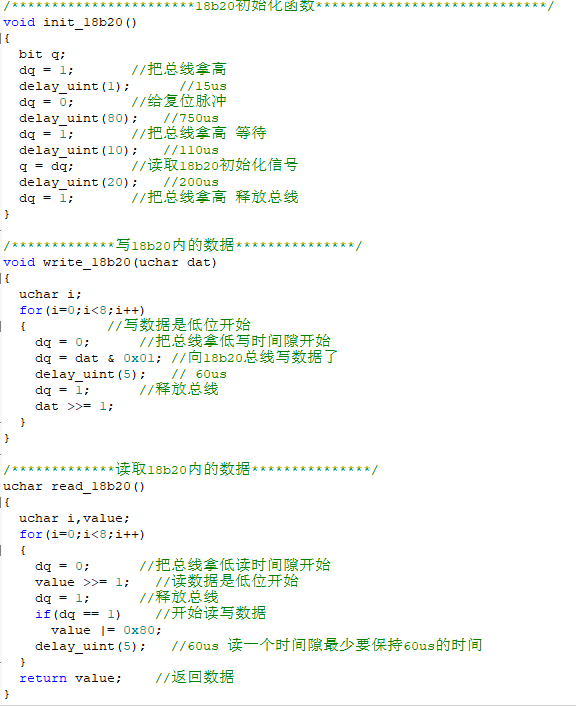 /***********************18b20初始化函数*****************************/
void init_18b20()
{
  bit q;
  dq = 1;       //把总线拿高
  delay_uint(1);      //15us
  dq = 0;       //给复位脉冲
  delay_uint(80);   //750us
  dq = 1;       //把总线拿高 等待
  delay_uint(10);   //110us
  q = dq;       //读取18b20初始化信号
  delay_uint(20);   //200us
  dq = 1;       //把总线拿高 释放总线
}
/*************写18b20内的数据***************/
void write_18b20(uchar dat)
{
  uchar i;
  for(i=0;i<8;i++)
  {          //写数据是低位开始
    dq = 0;      //把总线拿低写时间隙开始
    dq = dat & 0x01; //向18b20总线写数据了
    delay_uint(5);   // 60us
    dq = 1;      //释放总线
    dat >>= 1;
  }
}
/*************读取18b20内的数据***************/
uchar read_18b20()
{
  uchar i,value;
  for(i=0;i<8;i++)
  {
    dq = 0;      //把总线拿低读时间隙开始
    value >>= 1;   //读数据是低位开始
    dq = 1;      //释放总线
    if(dq == 1)    //开始读写数据
      value |= 0x80;
    delay_uint(5);   //60us 读一个时间隙最少要保持60us的时间
  }
  return value;    //返回数据
}